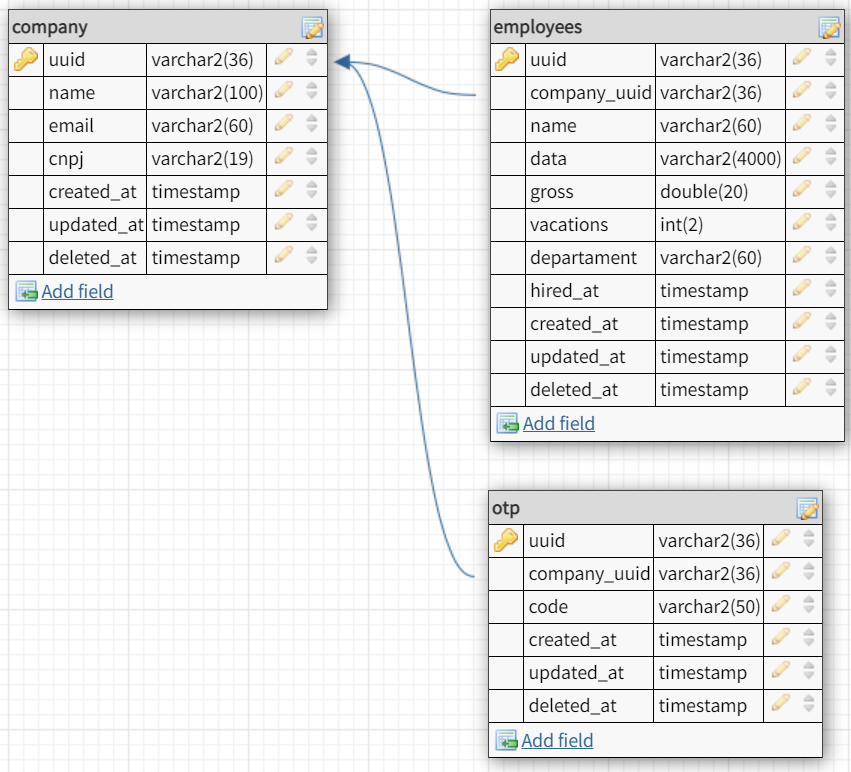 company
uuid varchar2(36)
name varchar2(100)
email varchar2(60)
cnpj varchar2(19)
created_at timestamp
updated_at timestamp
deleted_at timestamp
Add field
employees
uuid varchar2(36)
company_uuid varchar2(36)
name varchar2(60)
data varchar2(4000)
gross double(20)
vacations int(2)
departament varchar2(60)
hired_at timestamp
created_at timestamp
updated_at timestamp
deleted_at timestamp
Add field
otp
uuid varchar2(36)
company_uuid varchar2(36)
code varchar2(50)
created_at timestamp
updated_at timestamp
deleted_at timestamp
Add field